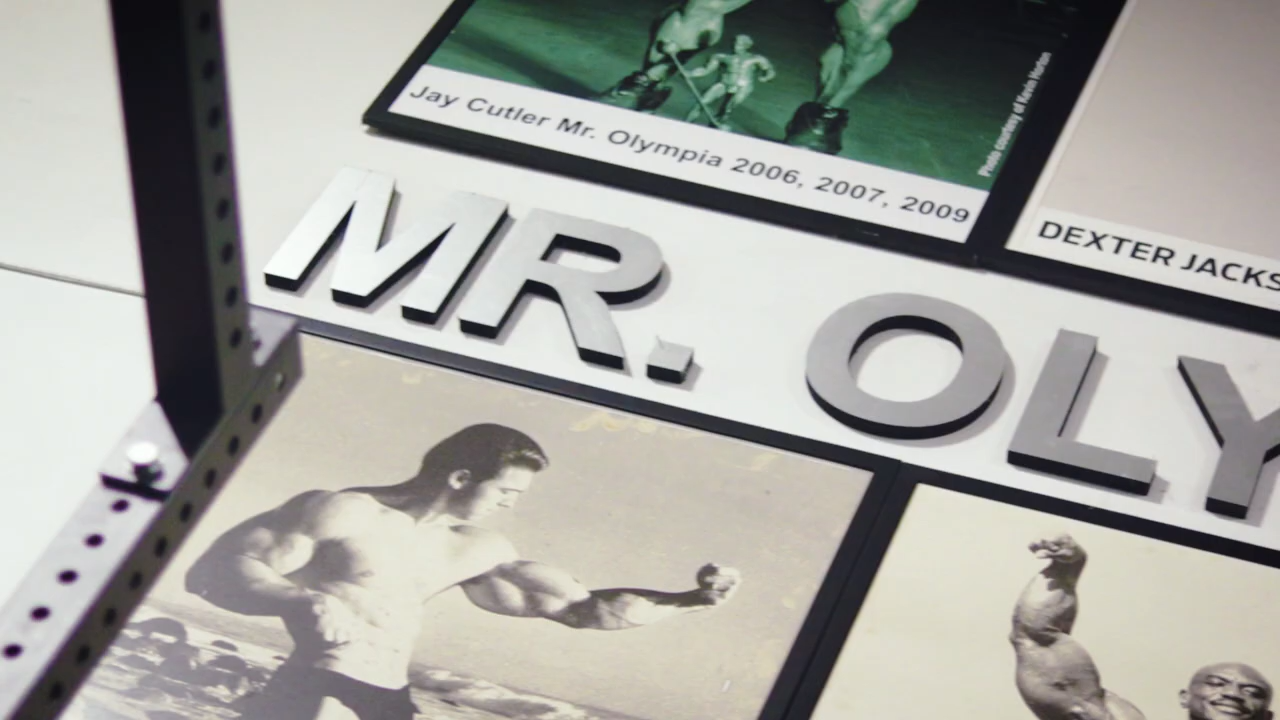 Jay Cutler Mr. Olympia 2006, 2007, 2009
Photo courtesy of Kevin Horton
DEXTER JACKS
MR. OLY